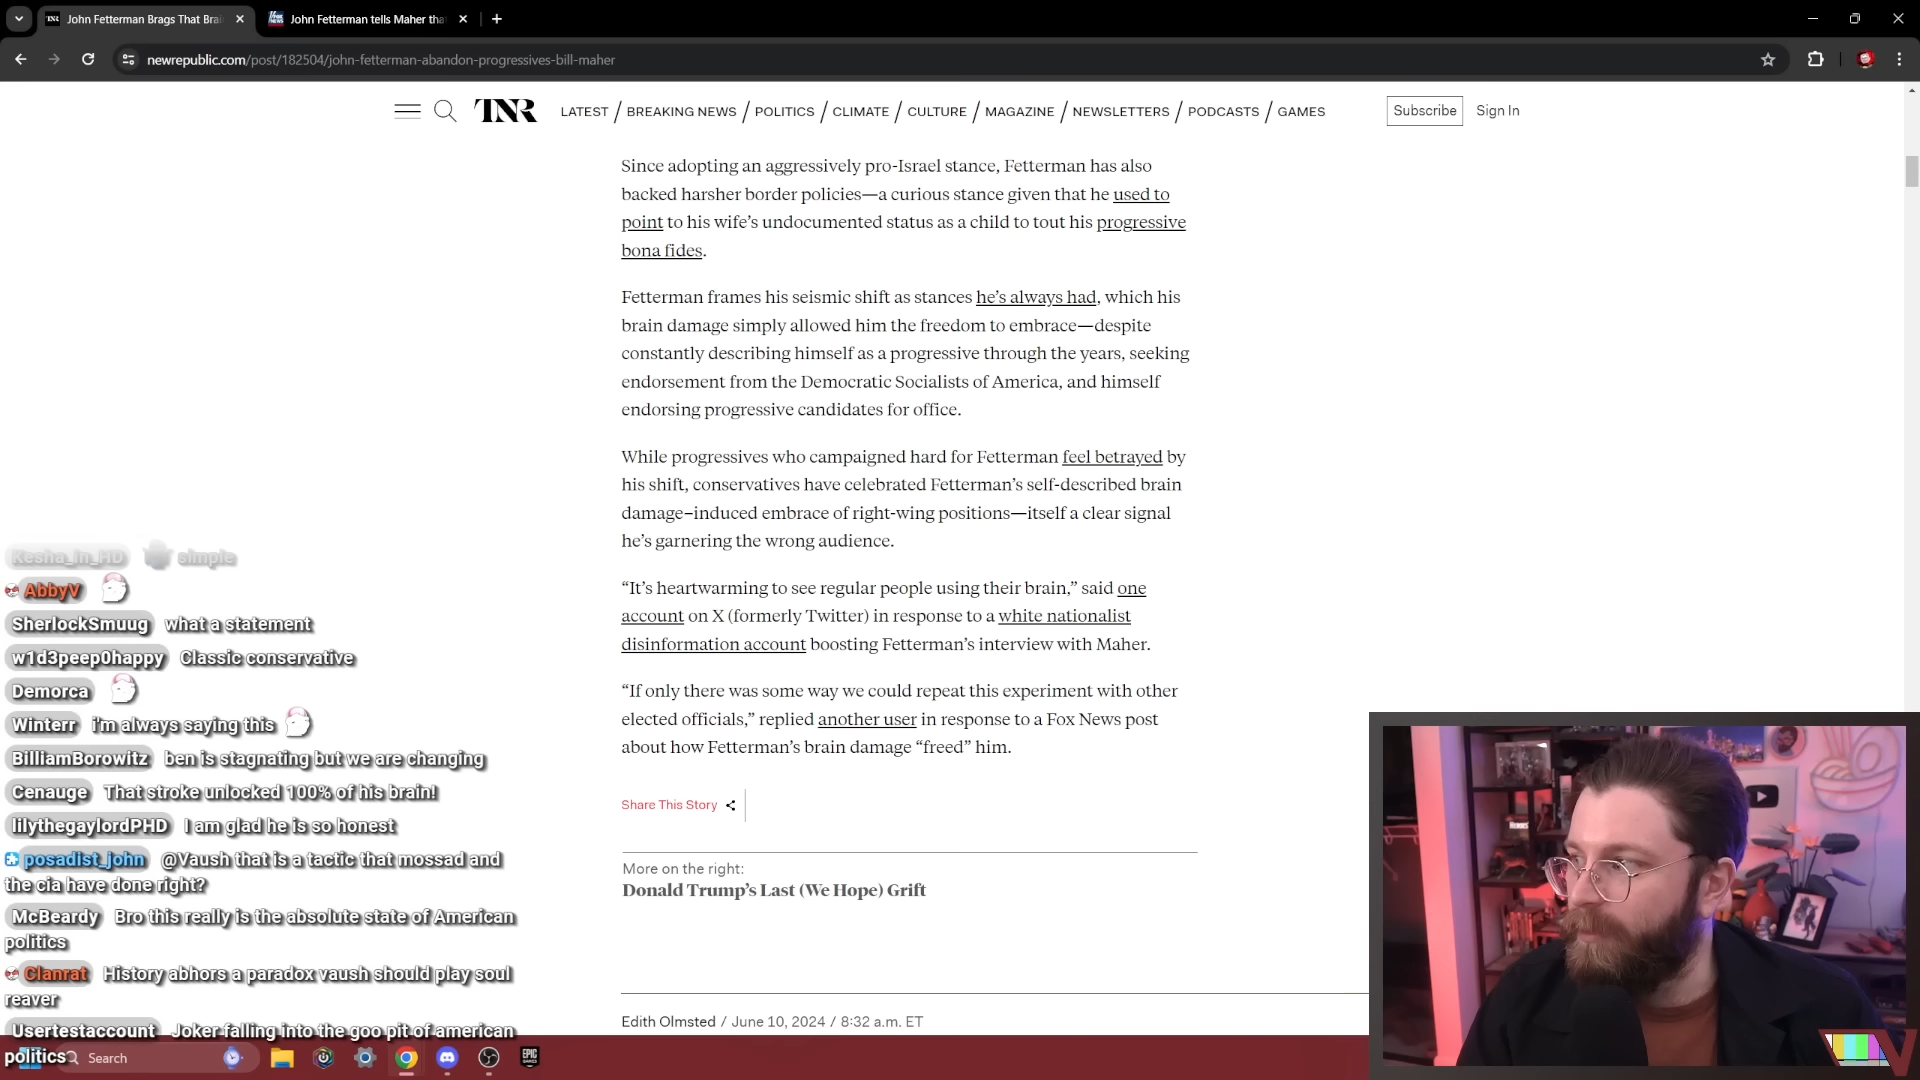 John Fetterman Brags That Brai
John Fetterman tells Maher tha
newrepublic.com/post/182504/john-fetterman-abandon-progressives-bill-maher
TNR
LATEST / BREAKING NEWS / POLITICS / CLIMATE / CULTURE / MAGAZINE / NEWSLETTERS / PODCASTS / GAMES
Subscribe
Sign In
Since adopting an aggressively pro-Israel stance, Fetterman has also
backed harsher border policies—a curious stance given that he used to
point to his wife’s undocumented status as a child to tout his progressive
bona fides.
Fetterman frames his seismic shift as stances he’s always had, which his
brain damage simply allowed him the freedom to embrace—despite
constantly describing himself as a progressive through the years, seeking
endorsement from the Democratic Socialists of America, and himself
endorsing progressive candidates for office.
While progressives who campaigned hard for Fetterman feel betrayed by
his shift, conservatives have celebrated Fetterman’s self-described brain
damage–induced embrace of right-wing positions—itself a clear signal
he’s garnering the wrong audience.
“It’s heartwarming to see regular people using their brain,” said one
account on X (formerly Twitter) in response to a white nationalist
disinformation account boosting Fetterman’s interview with Maher.
“If only there was some way we could repeat this experiment with other
elected officials,” replied another user in response to a Fox News post
about how Fetterman’s brain damage “freed” him.
Share This Story
More on the right:
Donald Trump’s Last (We Hope) Grift
Edith Olmsted / June 10, 2024 / 8:32 a.m. ET
Kesha_In_HD simple
AbbyV
SherlockSmuug what a statement
w1d3peep0happy Classic conservative
Demorca
Winterr i'm always saying this
BilliamBorowitz ben is stagnating but we are changing
Cenauge That stroke unlocked 100% of his brain!
lilythegaylordPHD I am glad he is so honest
posadist_john @Vaush that is a tactic that mossad and
the cia have done right?
McBeardy Bro this really is the absolute state of American
politics
Clanrat History abhors a paradox vaush should play soul
reaver
Usertestaccount Joker falling into the goo pit of american
politics
Search
EPIC